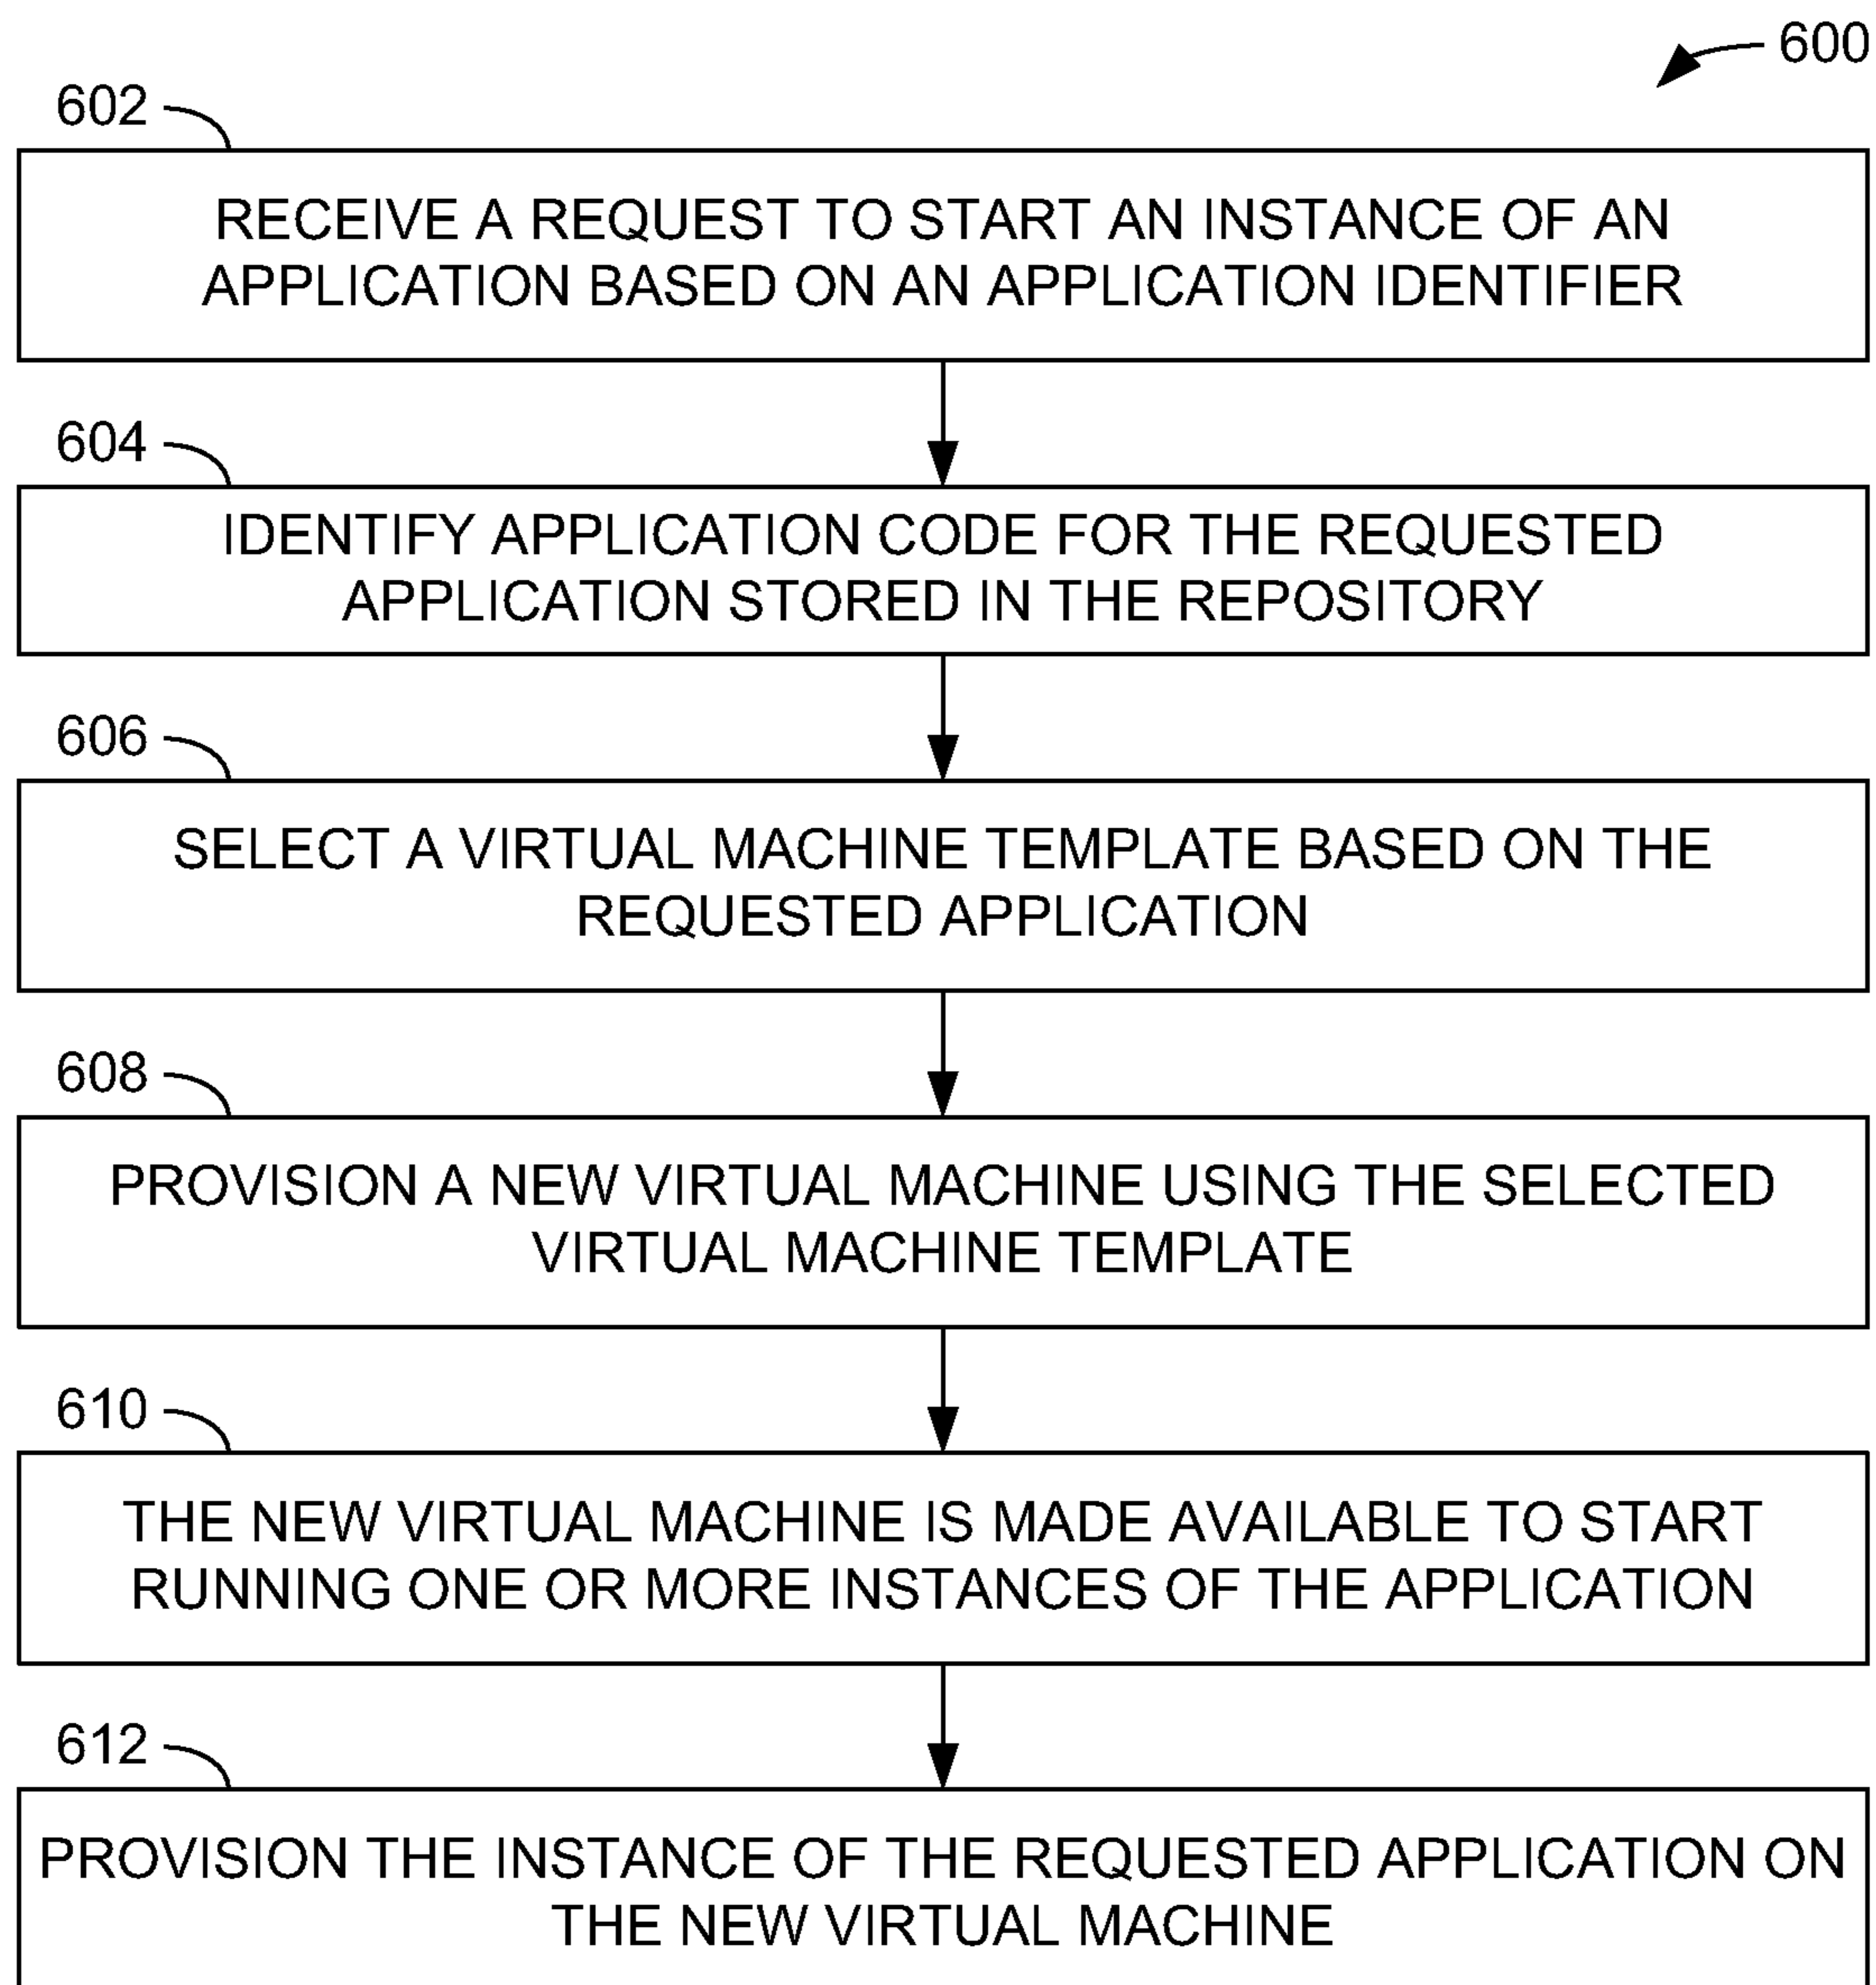 600
602
RECEIVE A REQUEST TO START AN INSTANCE OF AN
APPLICATION BASED ON AN APPLICATION IDENTIFIER
604
IDENTIFY APPLICATION CODE FOR THE REQUESTED
APPLICATION STORED IN THE REPOSITORY
606
SELECT A VIRTUAL MACHINE TEMPLATE BASED ON THE
REQUESTED APPLICATION
608
PROVISION A NEW VIRTUAL MACHINE USING THE SELECTED
VIRTUAL MACHINE TEMPLATE
610
THE NEW VIRTUAL MACHINE IS MADE AVAILABLE TO START
RUNNING ONE OR MORE INSTANCES OF THE APPLICATION
612
PROVISION THE INSTANCE OF THE REQUESTED APPLICATION ON
THE NEW VIRTUAL MACHINE